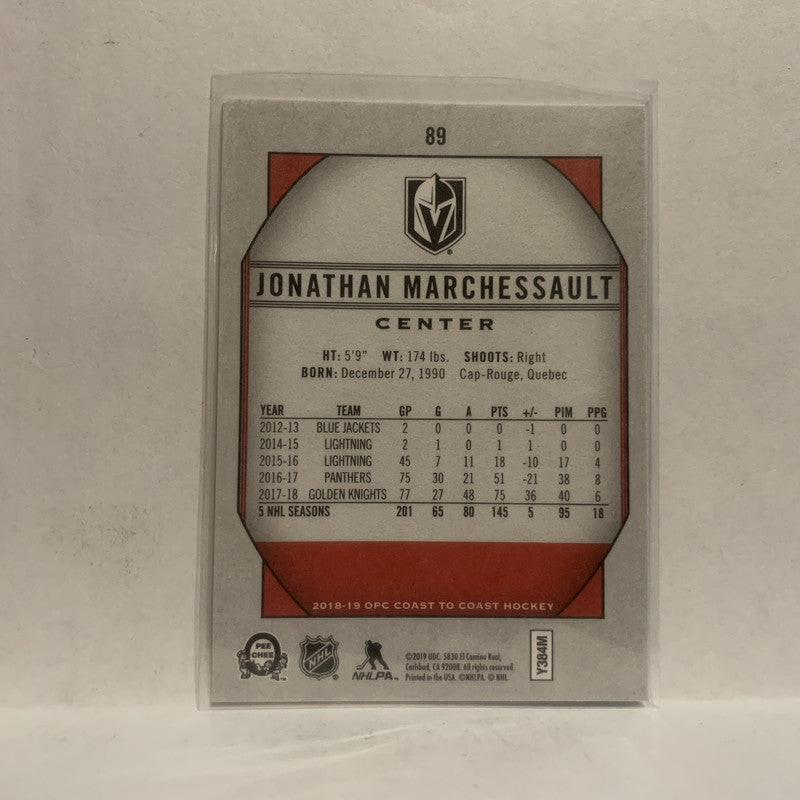 89
JONATHAN MARCHESSAULT
CENTER
HT: 5'9" WT: 174 lbs. SHOOTS: Right
BORN: December 27, 1990 Cap-Rouge, Quebec
YEAR TEAM GP G A PTS +/- PIM PPG
2012-13 BLUE JACKETS 2 0 0 0 -1 0 0
2014-15 LIGHTNING 2 1 0 1 1 0 0
2015-16 LIGHTNING 45 7 11 18 -10 17 4
2016-17 PANTHERS 75 30 21 51 -21 38 8
2017-18 GOLDEN KNIGHTS 77 27 48 75 36 40 6
5 NHL SEASONS 201 65 80 145 5 95 18
2018-19 OPC COAST TO COAST HOCKEY
PEE
CHEE
NHL
NHLPA™
©2019 UDC. 5830 El Camino Real,
Carlsbad, CA 92008. All rights reserved.
Printed in the USA. ©NHLPA. © NHL.
Y384M